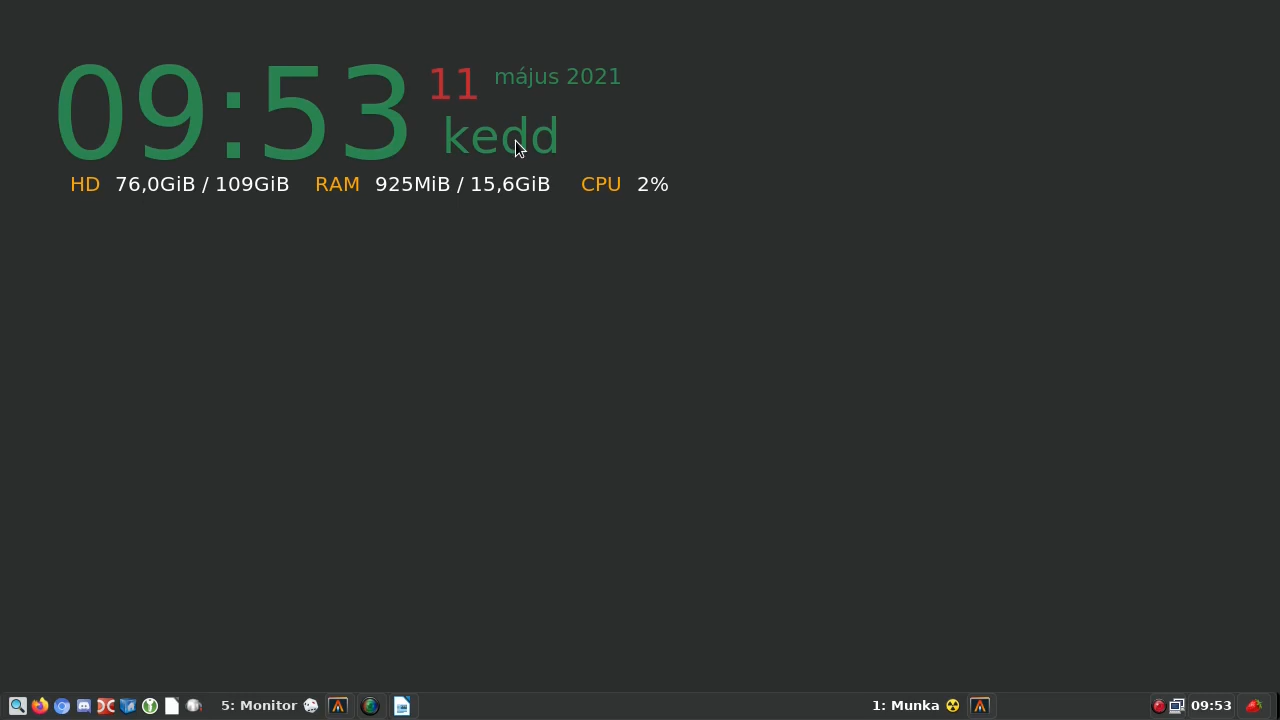 09:53 11 május 2021
kedd
HD 76,0GiB / 109GiB RAM 925MiB / 15,6GiB CPU 2%
5: Monitor 1: Munka 09:53